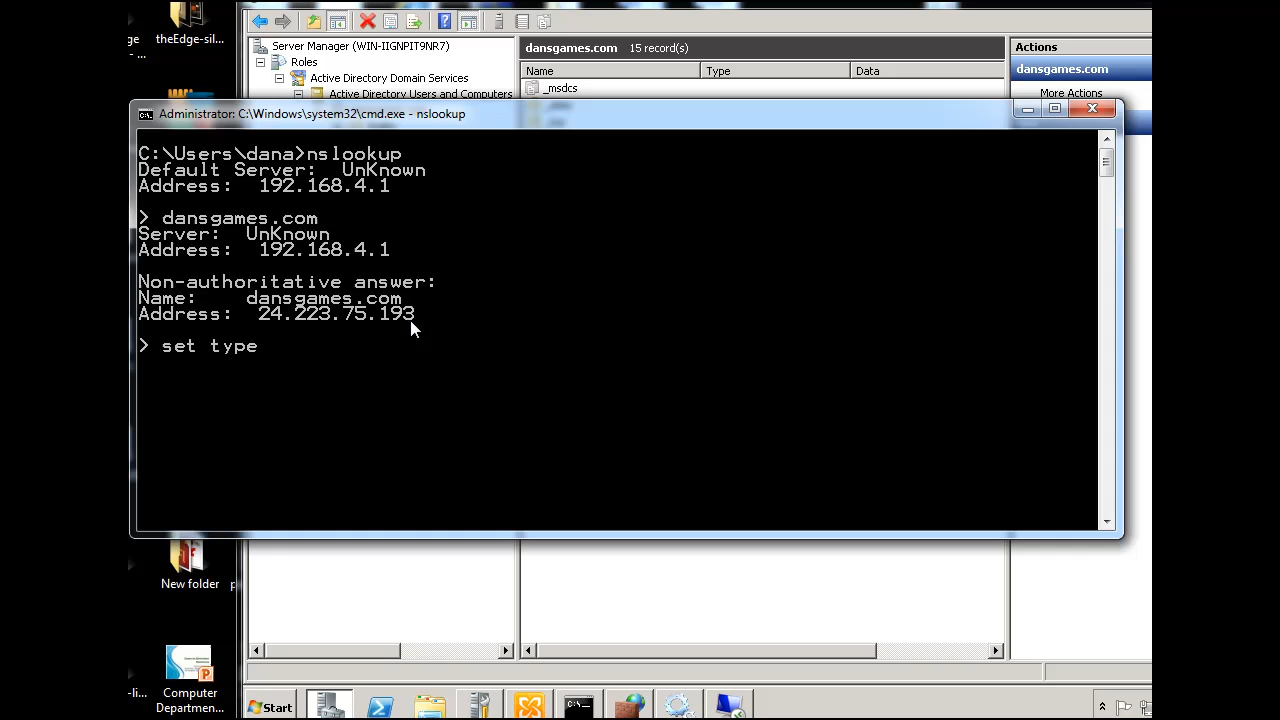 ge
- ...
theEdge-sil...
Server Manager (WIN-IIGNPIT9NR7)
Roles
Active Directory Domain Services
Active Directory Users and Computers
dansgames.com 15 record(s)
Name Type Data
_msdcs
Actions
dansgames.com
More Actions
Administrator: C:\Windows\system32\cmd.exe - nslookup
C:\Users\dana>nslookup
Default Server: UnKnown
Address: 192.168.4.1
> dansgames.com
Server: UnKnown
Address: 192.168.4.1
Non-authoritative answer:
Name: dansgames.com
Address: 24.223.75.193
> set type
New folder
p
-li...
Computer
Departmen...
Start